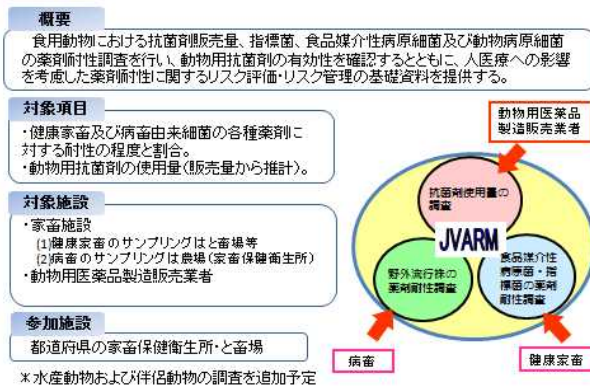 概要
食用動物における抗菌剤販売量、指標菌、食品媒介性病原細菌及び動物病原細菌
の薬剤耐性調査を行い、動物用抗菌剤の有効性を確認するとともに、人医療への影響
を考慮した薬剤耐性に関するリスク評価・リスク管理の基礎資料を提供する。
対象項目
・健康家畜及び病畜由来細菌の各種薬剤に
対する耐性の程度と割合。
・動物用抗菌剤の使用量(販売量から推計)。
対象施設
・家畜施設
(1)健康家畜のサンプリングはと畜場等
(2)病畜のサンプリングは農場(家畜保健衛生所)
・動物用医薬品製造販売業者
参加施設
都道府県の家畜保健衛生所・と畜場
*水産動物および伴侶動物の調査を追加予定
動物用医薬品
製造販売業者
抗菌剤使用量の
調査
JVARM
野外流行株の
薬剤耐性調査
食品媒介性
病原菌・指
標菌の薬剤
耐性調査
病畜
健康家畜